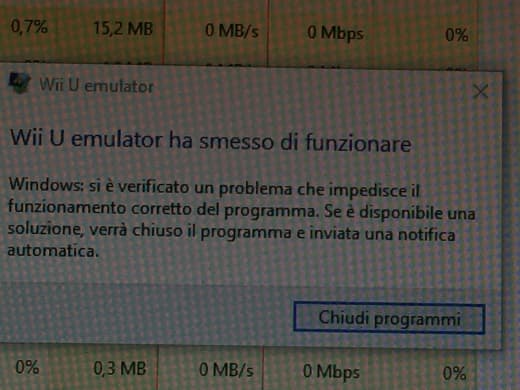 0,7% 15,2 MB 0 MB/s 0 Mbps 0%
Wii U emulator
Wii U emulator ha smesso di funzionare
Windows: si è verificato un problema che impedisce il
funzionamento corretto del programma. Se è disponibile una
soluzione, verrà chiuso il programma e inviata una notifica
automatica.
Chiudi programmi
0% 0,3 MB 0 MB/s 0 Mbps 0%